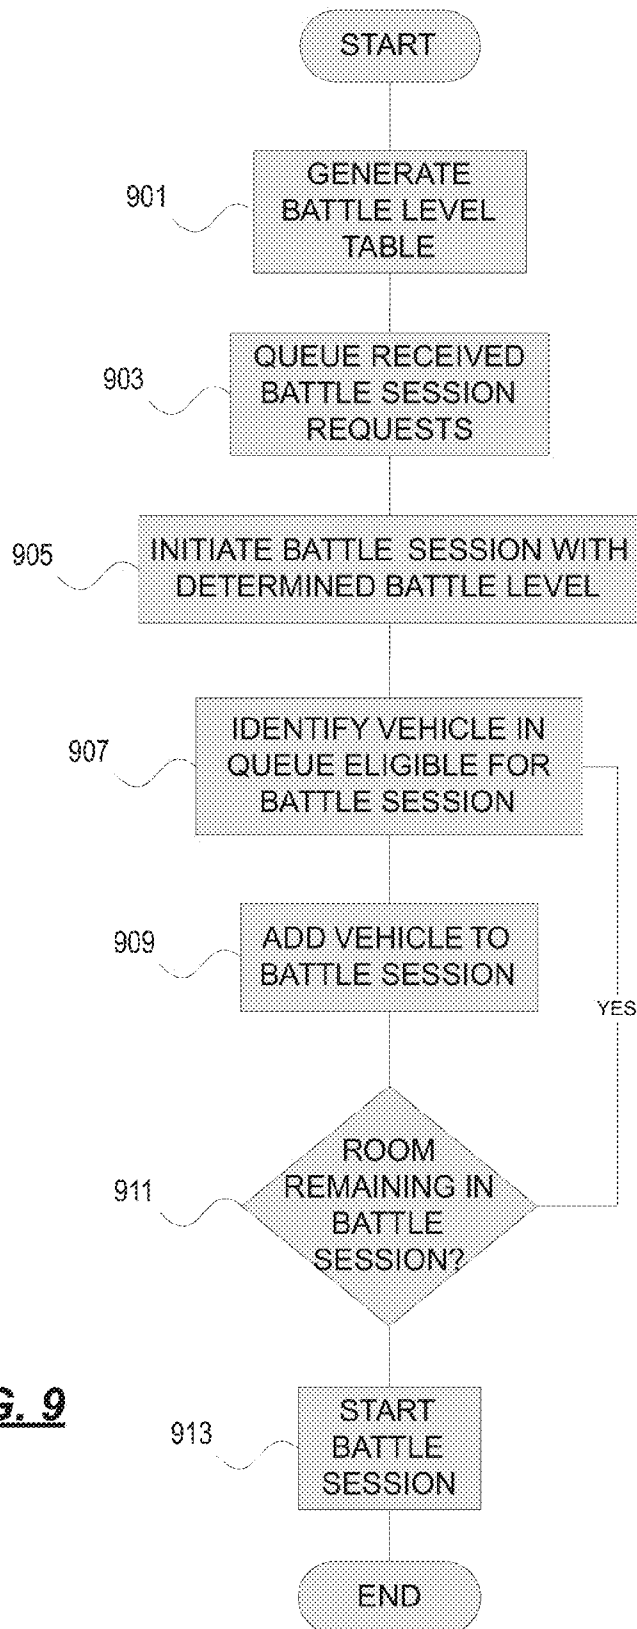 START
901
GENERATE
BATTLE LEVEL
TABLE
903
QUEUE RECEIVED
BATTLE SESSION
REQUESTS
905
INITIATE BATTLE SESSION WITH
DETERMINED BATTLE LEVEL
907
IDENTIFY VEHICLE IN
QUEUE ELIGIBLE FOR
BATTLE SESSION
909
ADD VEHICLE TO
BATTLE SESSION
YES
911
ROOM
REMAINING IN
BATTLE
SESSION?
G. 9
913
START
BATTLE
SESSION
END